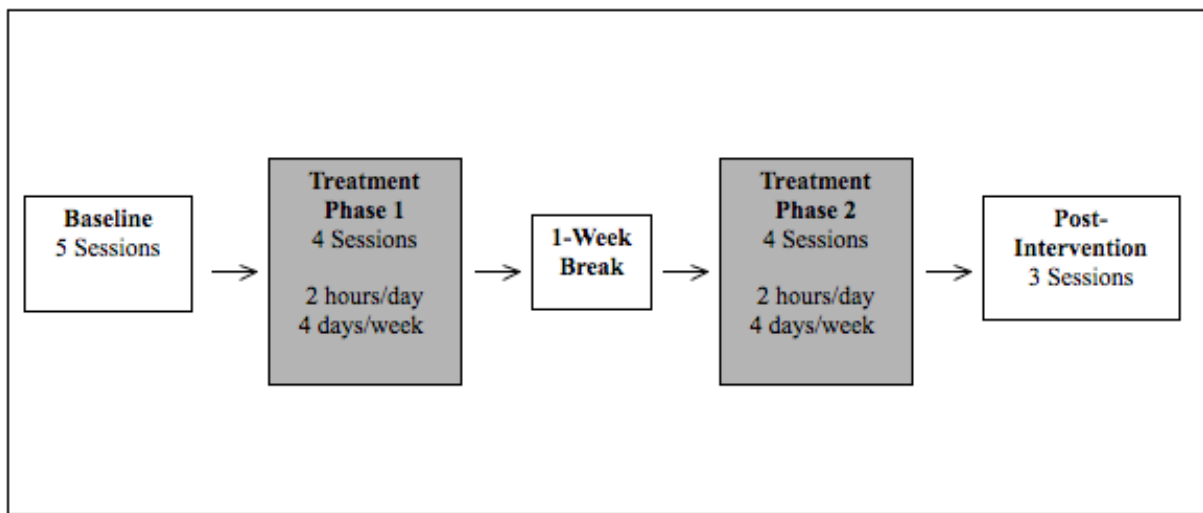 Baseline
5 Sessions
Treatment
Phase 1
4 Sessions
2 hours/day
4 days/week
1-Week
Break
Treatment
Phase 2
4 Sessions
2 hours/day
4 days/week
Post-
Intervention
3 Sessions